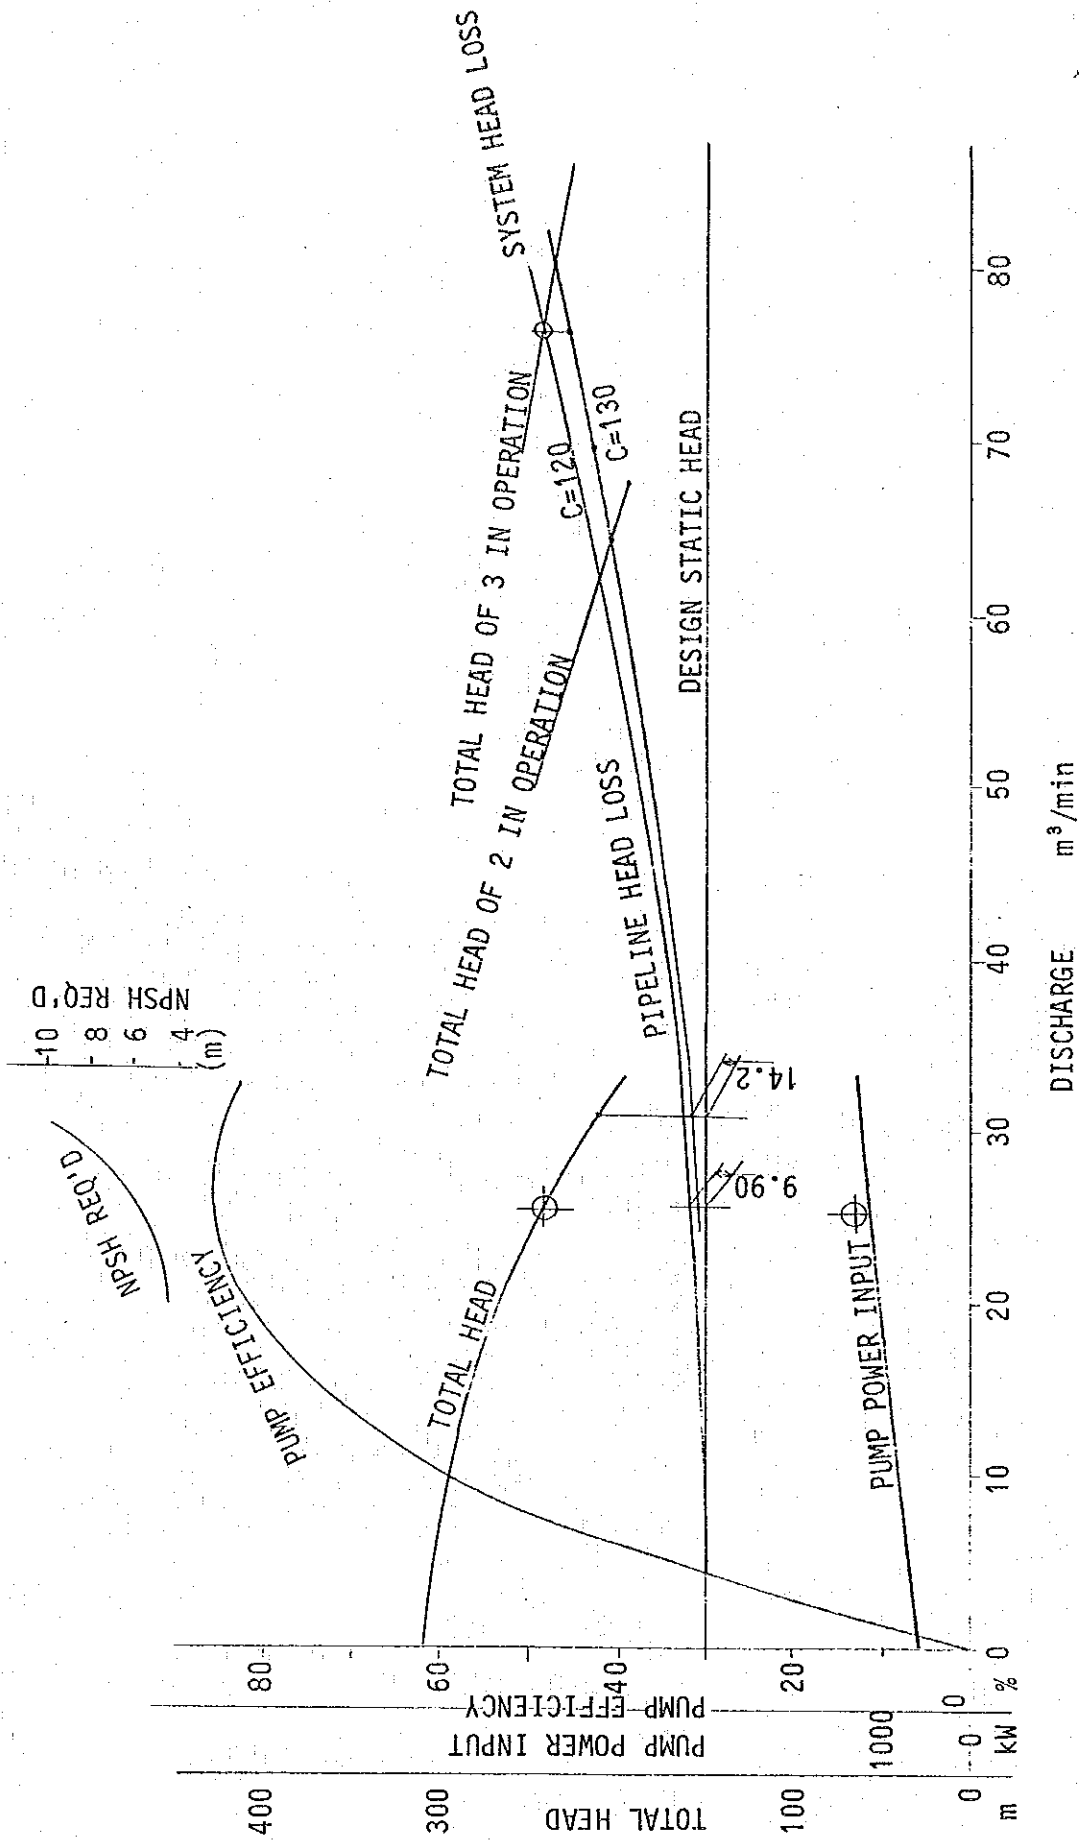 NPSH REQ'D
10
8
6
4
(m)
NPSH REQ'D
PUMP EFFICIENCY
SYSTEM HEAD LOSS
TOTAL HEAD OF 3 IN OPERATION
TOTAL HEAD OF 2 IN OPERATION
C=120
C=130
TOTAL HEAD
PIPELINE HEAD LOSS
DESIGN STATIC HEAD
9.90
14.2
PUMP POWER INPUT
TOTAL HEAD
400
300
100
0
m
PUMP POWER INPUT
1000
0
kW
PUMP EFFICIENCY
80
60
40
20
0
%
0
10
20
30
40
50
60
70
80
DISCHARGE m³/min